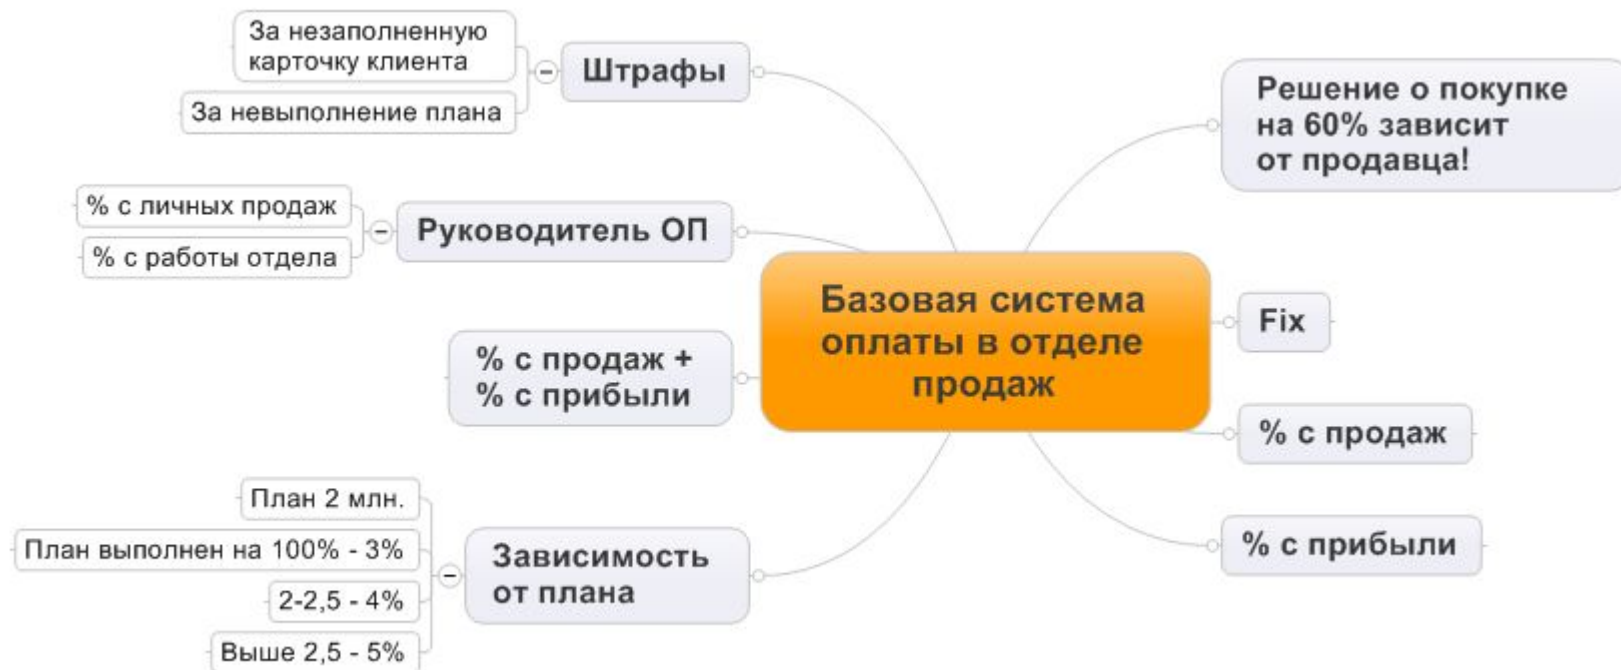 За незаполненную
карточку клиента
За невыполнение плана
Штрафы
% с личных продаж
% с работы отдела
Руководитель ОП
% с продаж +
% с прибыли
План 2 млн.
План выполнен на 100% - 3%
2-2,5 - 4%
Выше 2,5 - 5%
Зависимость
от плана
Базовая система
оплаты в отделе
продаж
Решение о покупке
на 60% зависит
от продавца!
Fix
% с продаж
% с прибыли